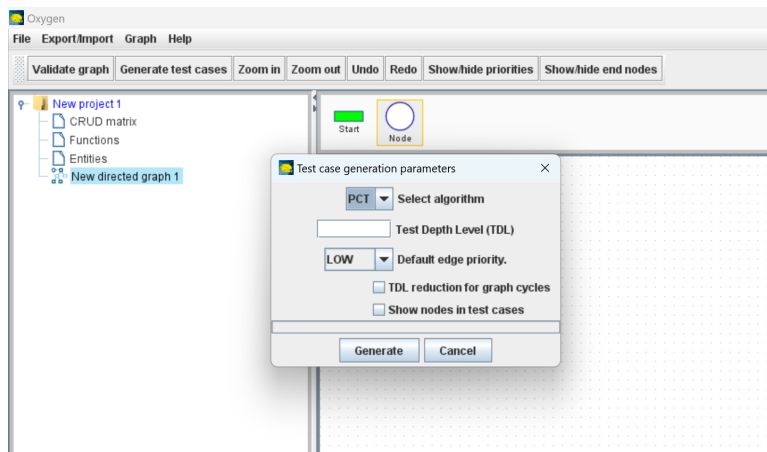 Oxygen
File Export/Import Graph Help
Validate graph Generate test cases Zoom in Zoom out Undo Redo Show/hide priorities Show/hide end nodes
New project 1
CRUD matrix
Functions
Entities
New directed graph 1
Start
Node
Test case generation parameters
PCT Select algorithm
Test Depth Level (TDL)
LOW Default edge priority.
TDL reduction for graph cycles
Show nodes in test cases
Generate Cancel